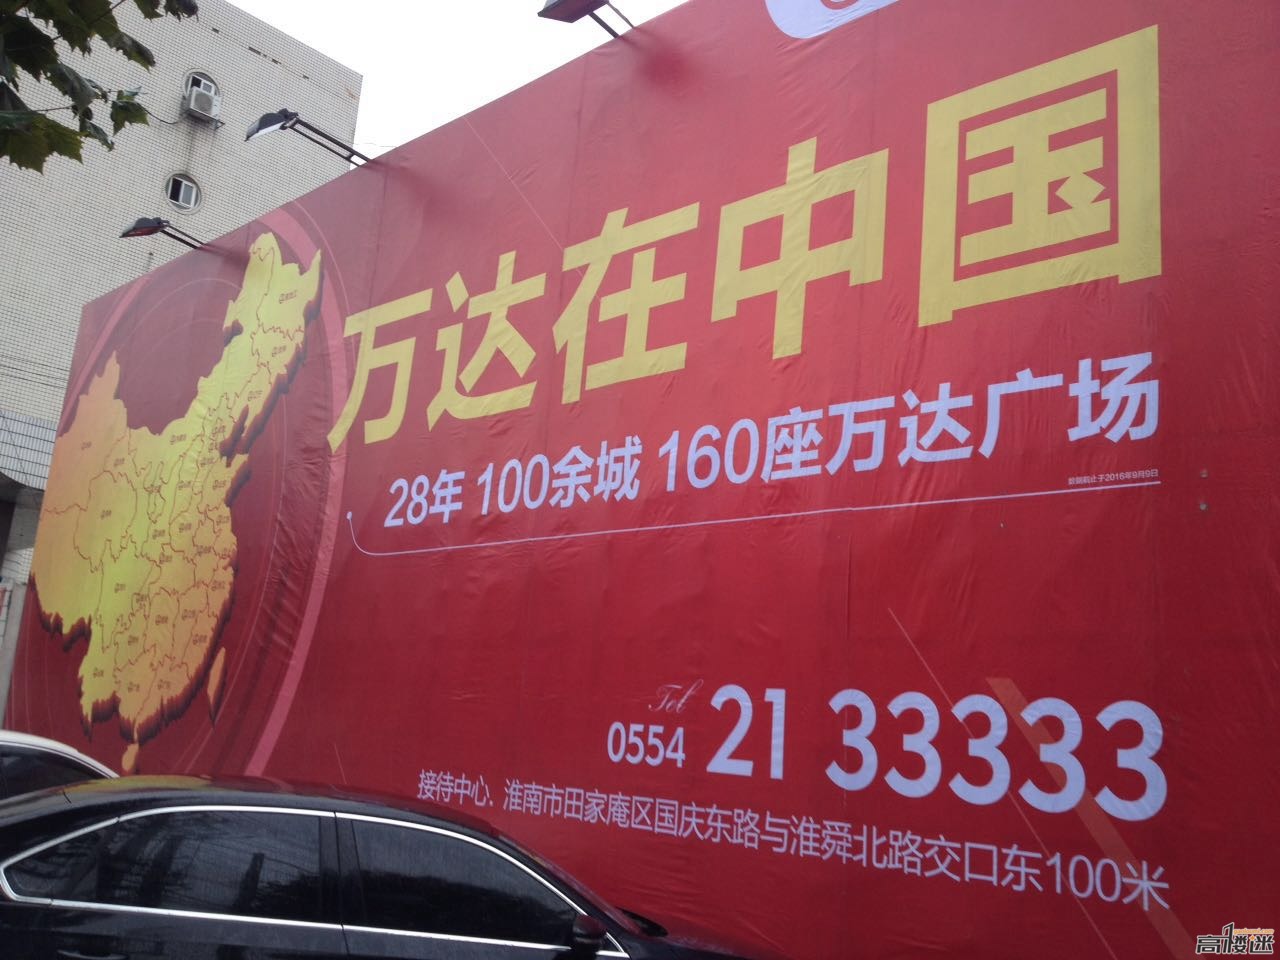 万达在中国
28年 100余城 160座万达广场
数据截止于2016年9月9日
Tel
0554 21 33333
接待中心. 淮南市田家庵区国庆东路与淮舜北路交口东100米
高楼迷